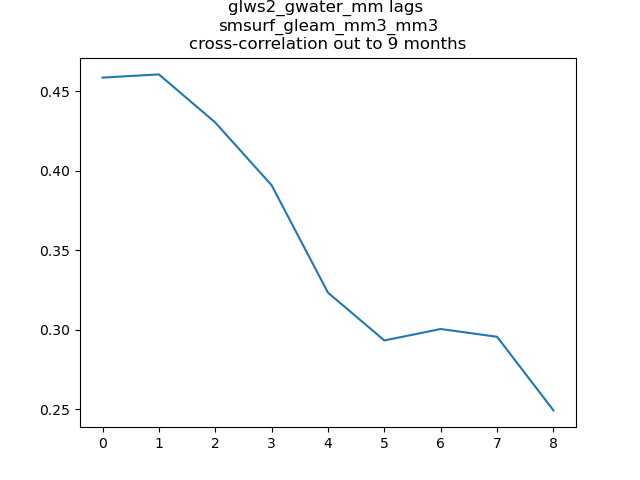 glws2_gwater_mm lags
smsurf_gleam_mm3_mm3
cross-correlation out to 9 months
0.45
0.40
0.35
0.30
0.25
0 1 2 3 4 5 6 7 8